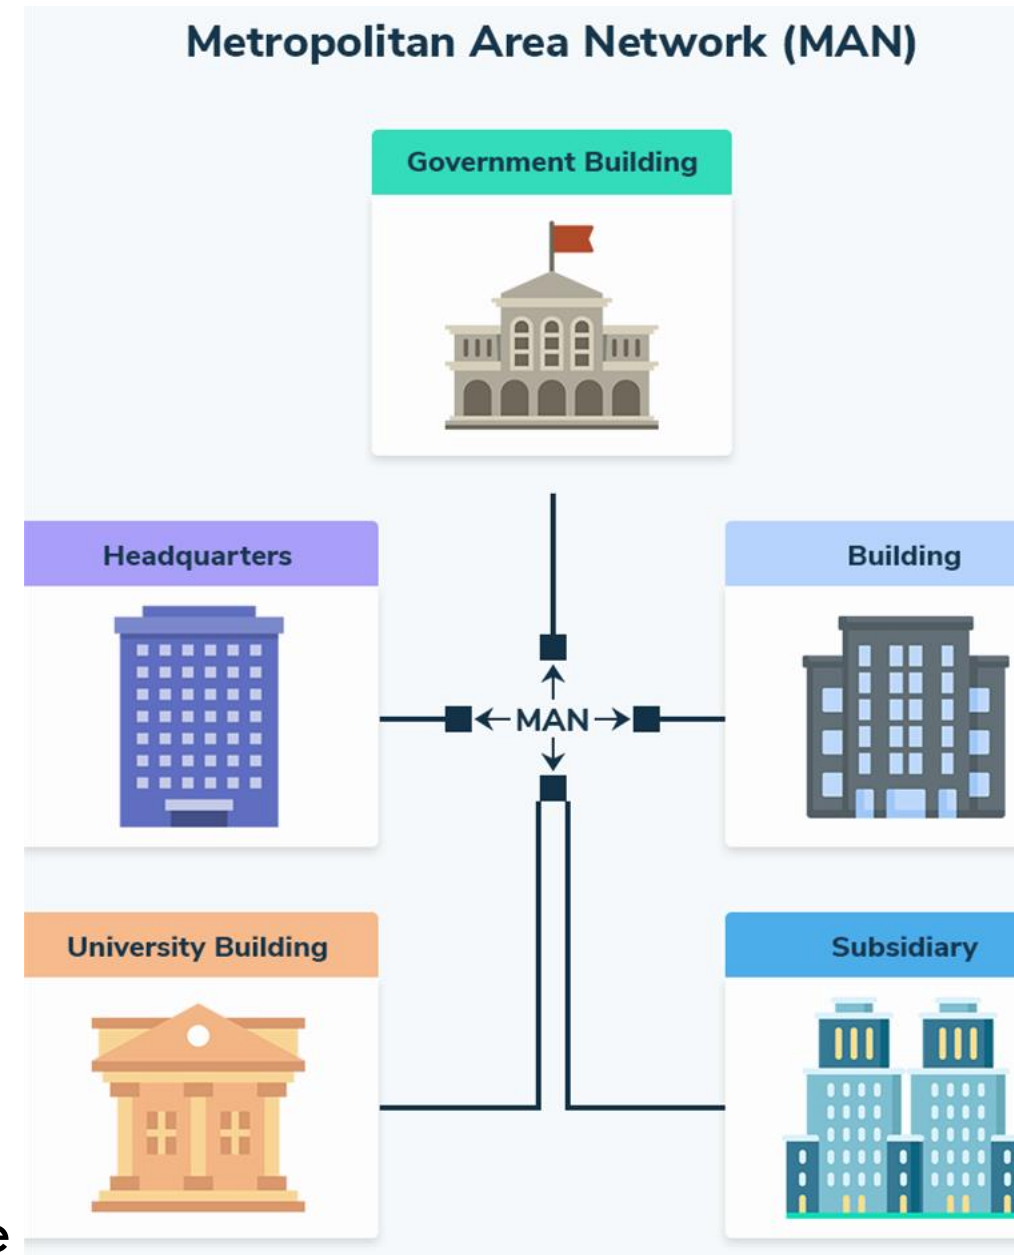 Metropolitan Area Network (MAN)
Government Building
Headquarters
Building
MAN
University Building
Subsidiary
e